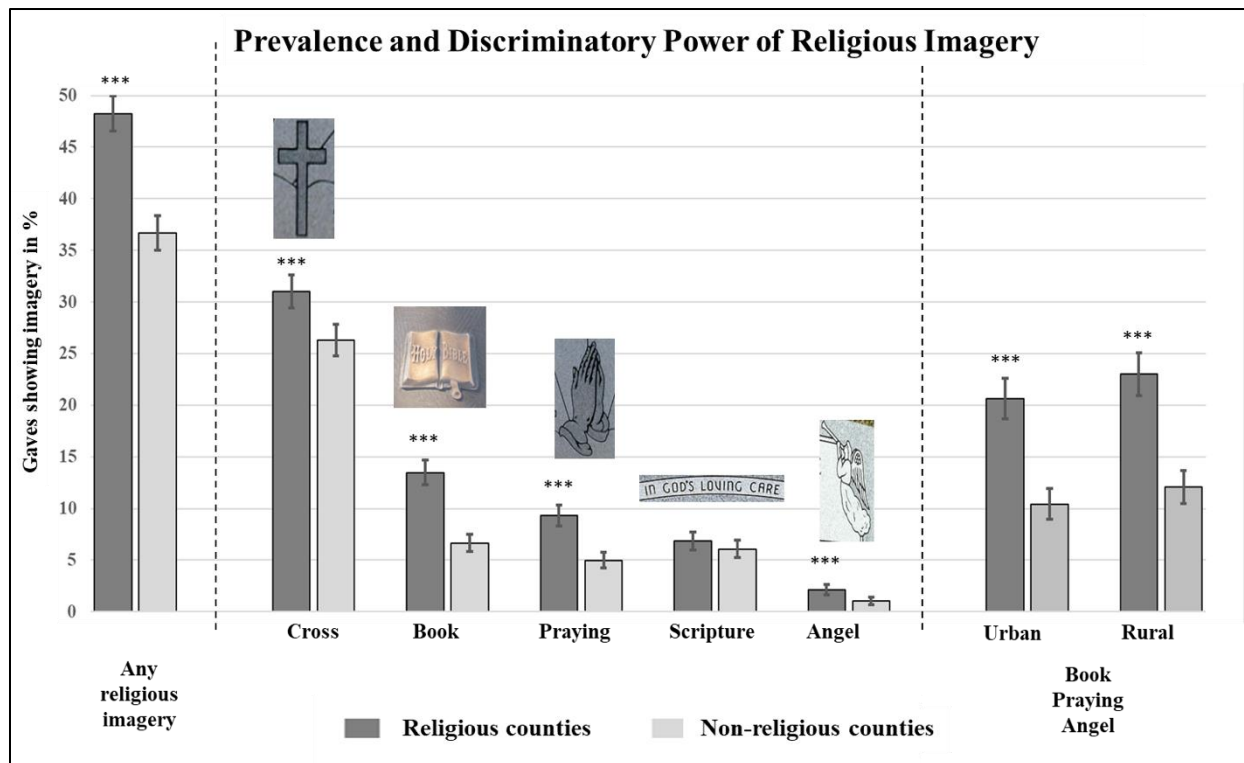 Prevalence and Discriminatory Power of Religious Imagery
Gaves showing imagery in %
50
45
40
35
30
25
20
15
10
5
0
***
***
***
***
***
***
***
HOLY BIBLE
IN GOD'S LOVING CARE
Cross
Book
Praying
Scripture
Angel
Urban
Rural
Any
religious
imagery
Book
Praying
Angel
Religious counties
Non-religious counties